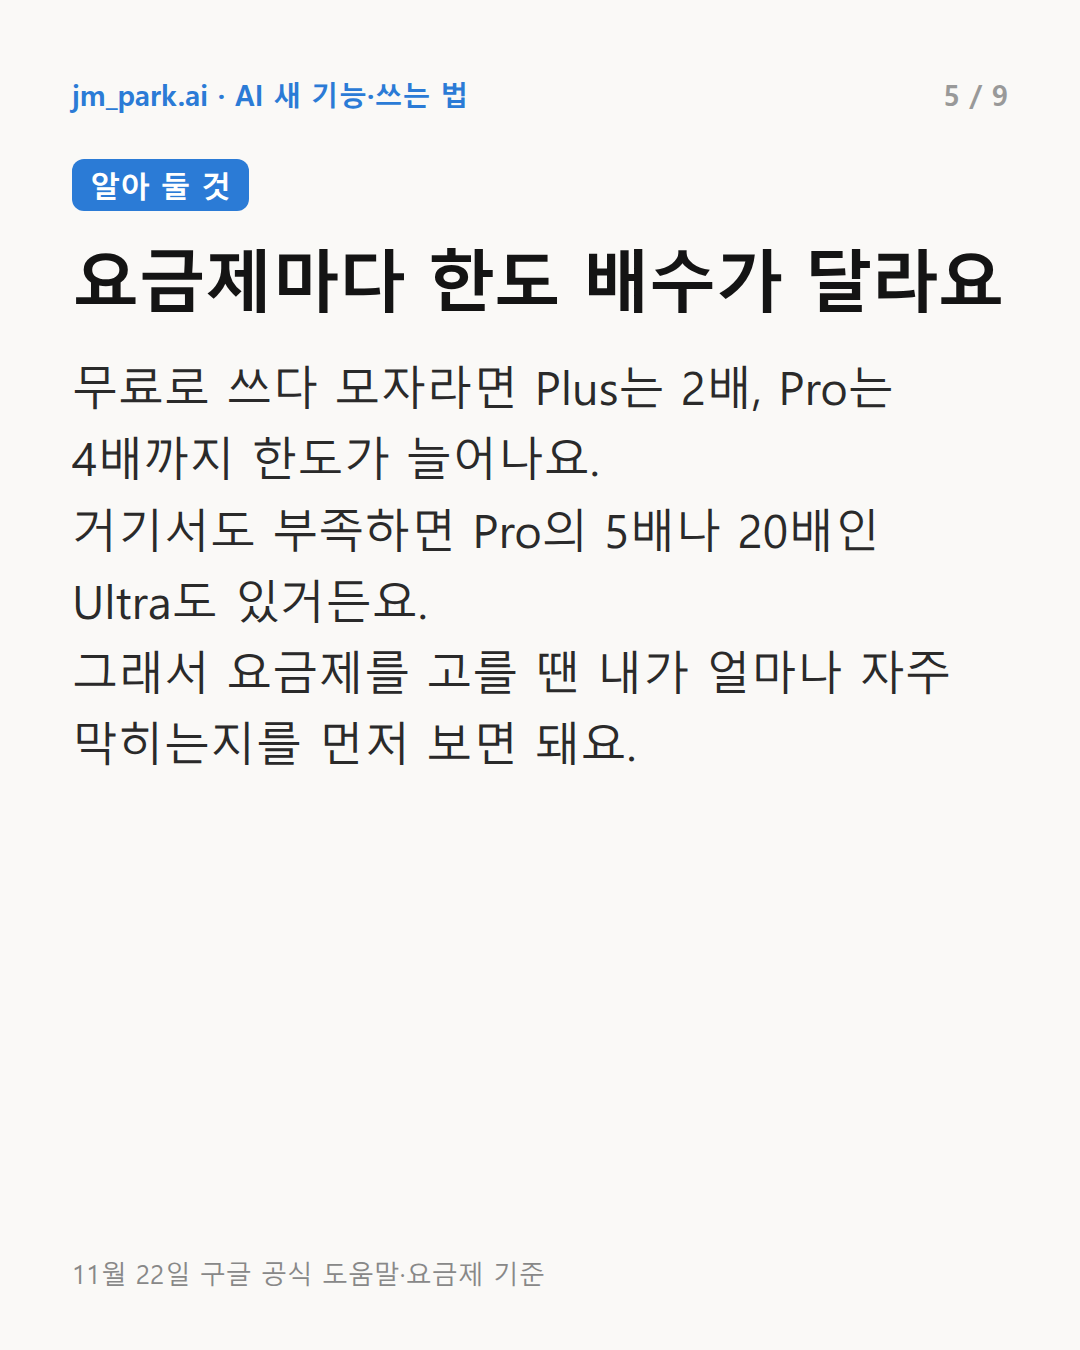 jm_park.ai · AI 새 기능·쓰는 법
5 / 9
알아 둘 것
요금제마다 한도 배수가 달라요
무료로 쓰다 모자라면 Plus는 2배, Pro는
4배까지 한도가 늘어나요.
거기서도 부족하면 Pro의 5배나 20배인
Ultra도 있거든요.
그래서 요금제를 고를 땐 내가 얼마나 자주
막히는지를 먼저 보면 돼요.
11월 22일 구글 공식 도움말·요금제 기준